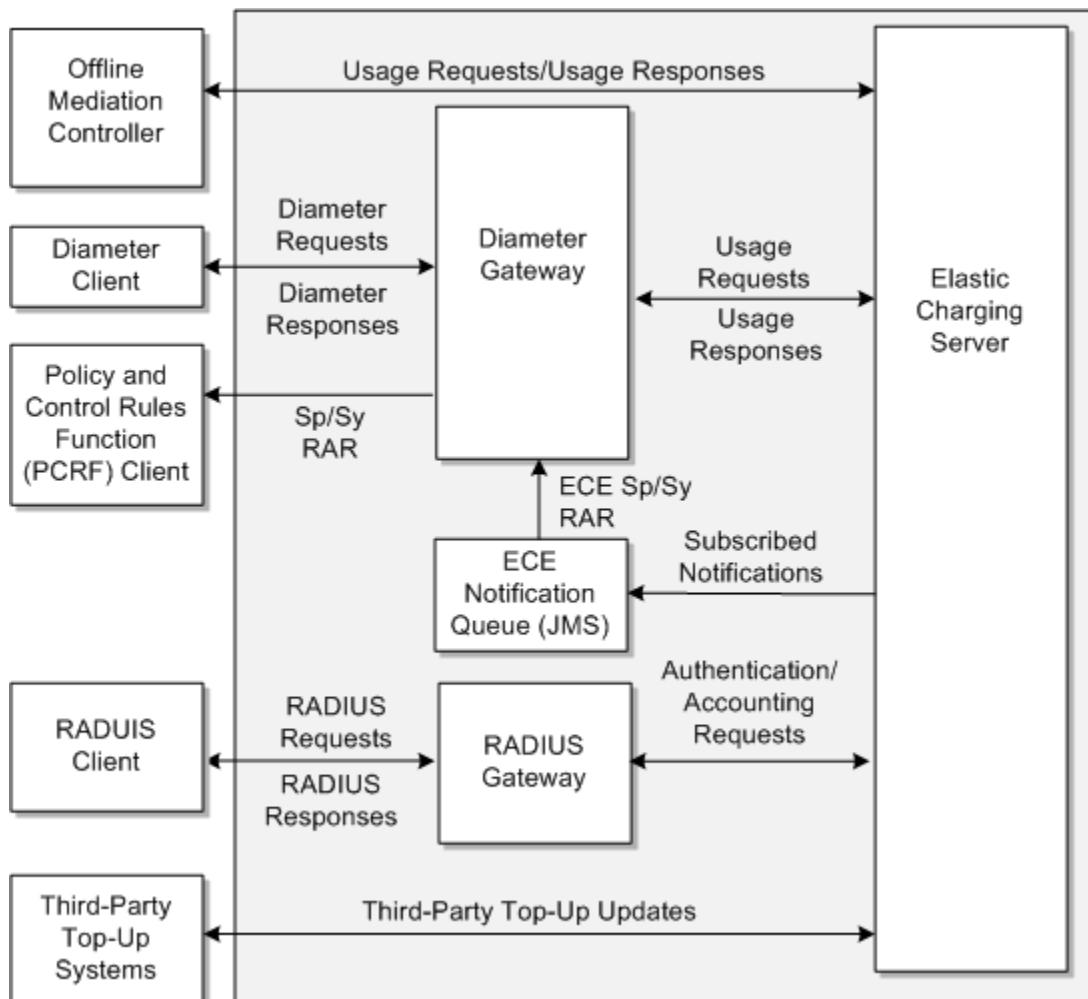 Offline
Mediation
Controller
Usage Requests/Usage Responses
Diameter
Client
Diameter
Requests
Diameter
Responses
Diameter
Gateway
Usage
Requests
Usage
Responses
Elastic
Charging
Server
Policy and
Control Rules
Function
(PCRF) Client
Sp/Sy
RAR
ECE Sp/Sy
RAR
ECE
Notification
Queue (JMS)
Subscribed
Notifications
RADUIS
Client
RADIUS
Requests
RADIUS
Responses
RADIUS
Gateway
Authentication/
Accounting
Requests
Third-Party
Top-Up
Systems
Third-Party Top-Up Updates